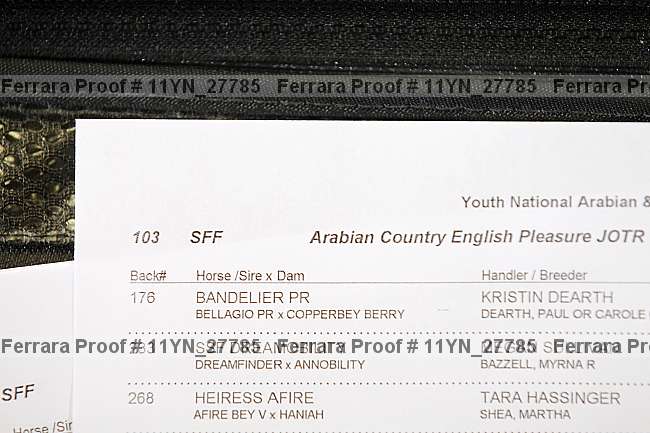 Ferrara Proof # 11YN_27785 Ferrara Proof # 11YN_27785 Ferrara P
Youth National Arabian &
103 SFF Arabian Country English Pleasure JOTR
Back# Horse /Sire x Dam Handler / Breeder
176 BANDELIER PR KRISTIN DEARTH
BELLAGIO PR x COPPERBEY BERRY DEARTH, PAUL OR CAROLE
Ferrara Proof # 11YN_27785 Ferrara Proof # 11YN_27785 Ferrara P
DREAMOBILITY
DREAMFINDER x ANNOBILITY BAZZELL, MYRNA R
268 HEIRESS AFIRE TARA HASSINGER
AFIRE BEY V x HANIAH SHEA, MARTHA
SFF
Horse /Sir